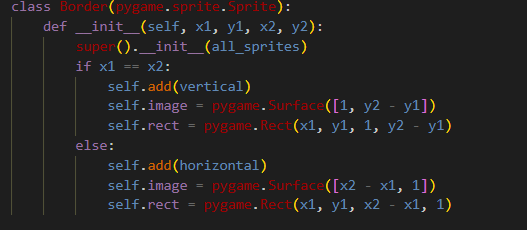 class Border(pygame.sprite.Sprite):
    def __init__(self, x1, y1, x2, y2):
        super().__init__(all_sprites)
        if x1 == x2:
            self.add(vertical)
            self.image = pygame.Surface([1, y2 - y1])
            self.rect = pygame.Rect(x1, y1, 1, y2 - y1)
        else:
            self.add(horizontal)
            self.image = pygame.Surface([x2 - x1, 1])
            self.rect = pygame.Rect(x1, y1, x2 - x1, 1)